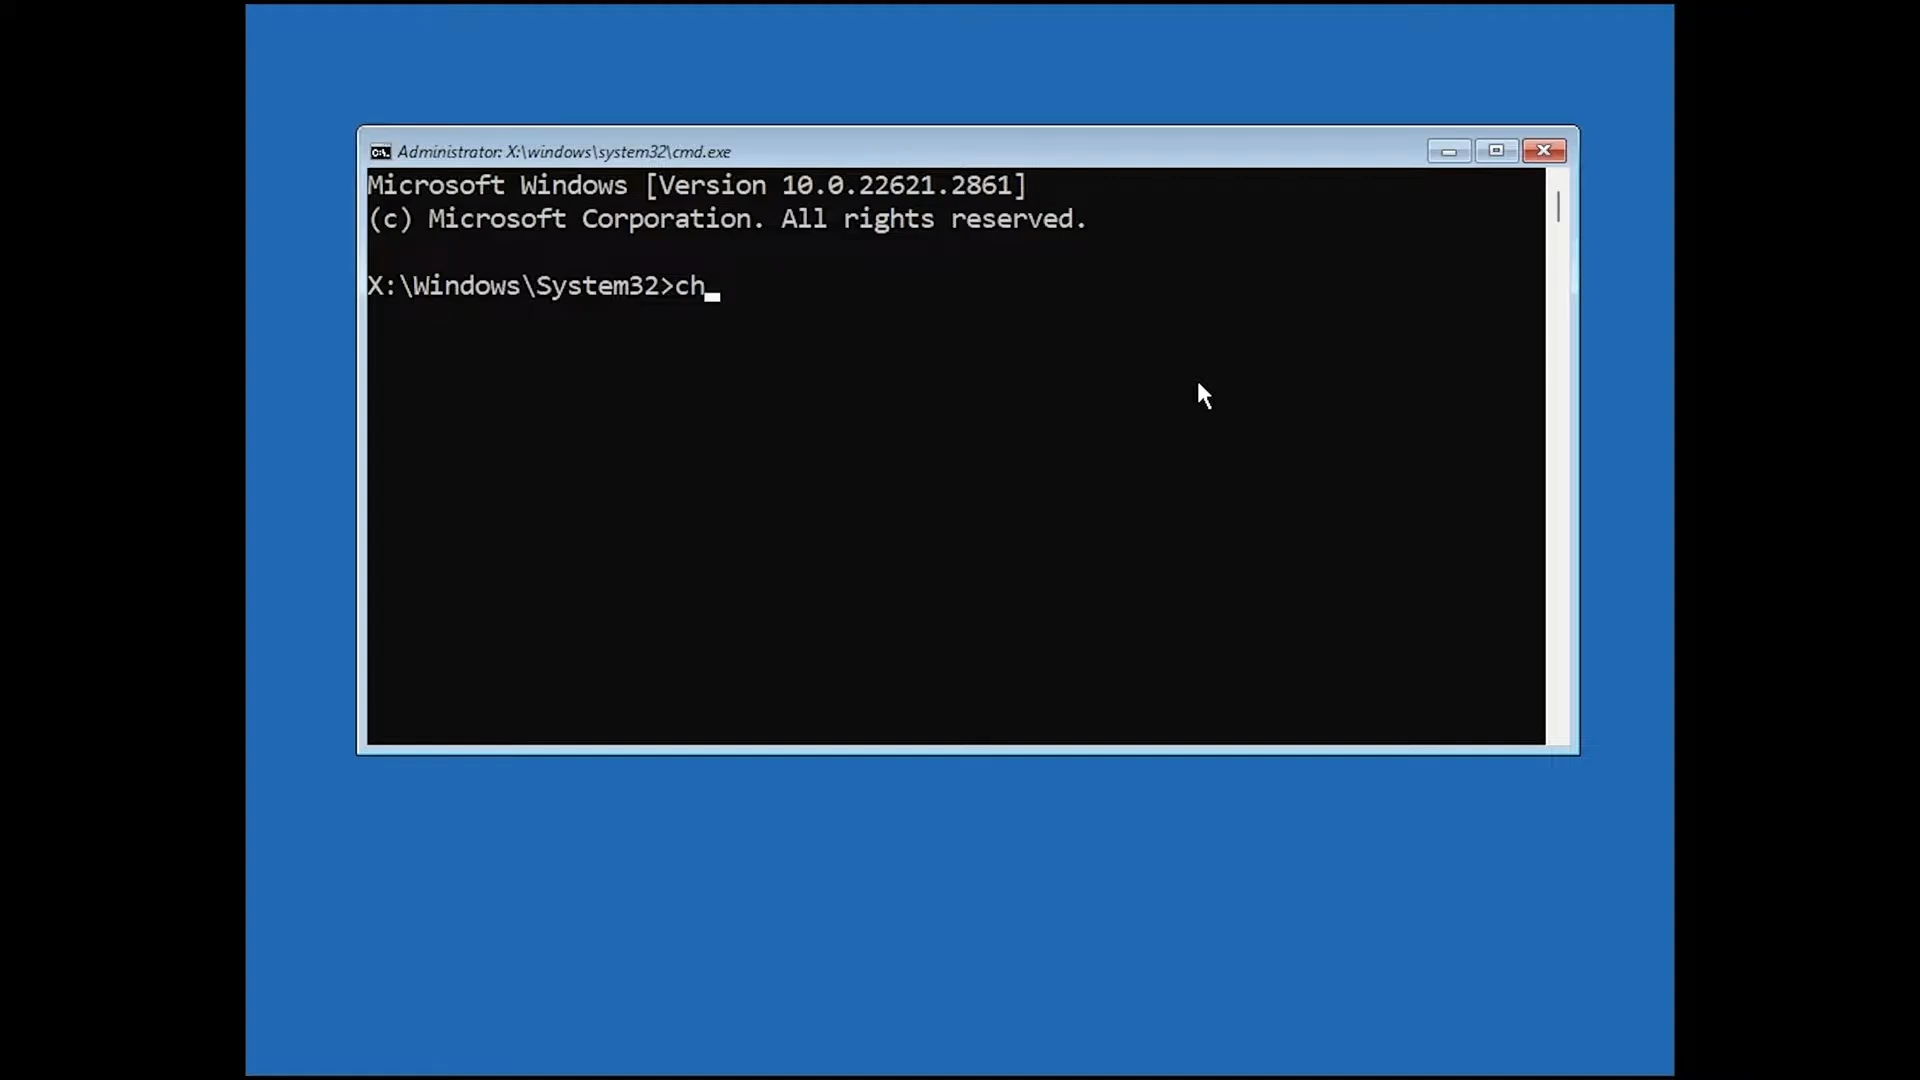 Administrator: X:\windows\system32\cmd.exe
Microsoft Windows [Version 10.0.22621.2861]
(c) Microsoft Corporation. All rights reserved.
X:\Windows\System32>ch